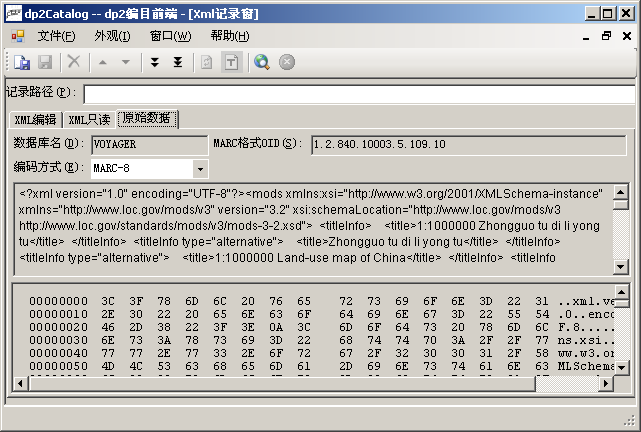 dp2Catalog -- dp2编目前端 - [Xml记录窗]
文件(F) 外观(I) 窗口(W) 帮助(H)
记录路径(P):
XML编辑 XML只读 原始数据
数据库名(D): VOYAGER MARC格式OID(S): 1.2.840.10003.5.109.10
编码方式(E): MARC-8
<?xml version="1.0" encoding="UTF-8"?><mods xmlns:xsi="http://www.w3.org/2001/XMLSchema-instance"
xmlns="http://www.loc.gov/mods/v3" version="3.2" xsi:schemaLocation="http://www.loc.gov/mods/v3
http://www.loc.gov/standards/mods/v3/mods-3-2.xsd"> <titleInfo> <title>1:1000000 Zhongguo tu di li yong
tu</title> </titleInfo> <titleInfo type="alternative"> <title>Zhongguo tu di li yong tu</title> </titleInfo>
<titleInfo type="alternative"> <title>1:1000000 Land-use map of China</title> </titleInfo> <titleInfo
00000000 3C 3F 78 6D 6C 20 76 65 72 73 69 6F 6E 3D 22 31 ..xml.ve
00000010 2E 30 22 20 65 6E 63 6F 64 69 6E 67 3D 22 55 54 .0..enco
00000020 46 2D 38 22 3F 3E 0A 3C 6D 6F 64 73 20 78 6D 6C F.8.....
00000030 6E 73 3A 78 73 69 3D 22 68 74 74 70 3A 2F 2F 77 ns.xsi..
00000040 77 77 2E 77 33 2E 6F 72 67 2F 32 30 30 31 2F 58 ww.w3.or
00000050 4D 4C 53 63 68 65 6D 61 2D 69 6E 73 74 61 6E 63 MLSchema